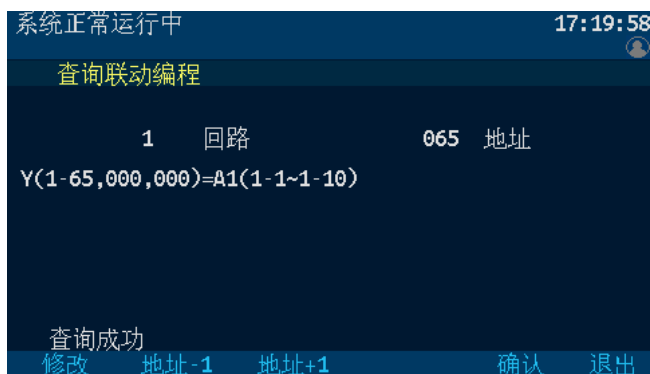 系统正常运行中 17:19:58
查询联动编程
1 回路 065 地址
Y(1-65,000,000)=A1(1-1~1-10)
查询成功
修改 地址-1 地址+1 确认 退出